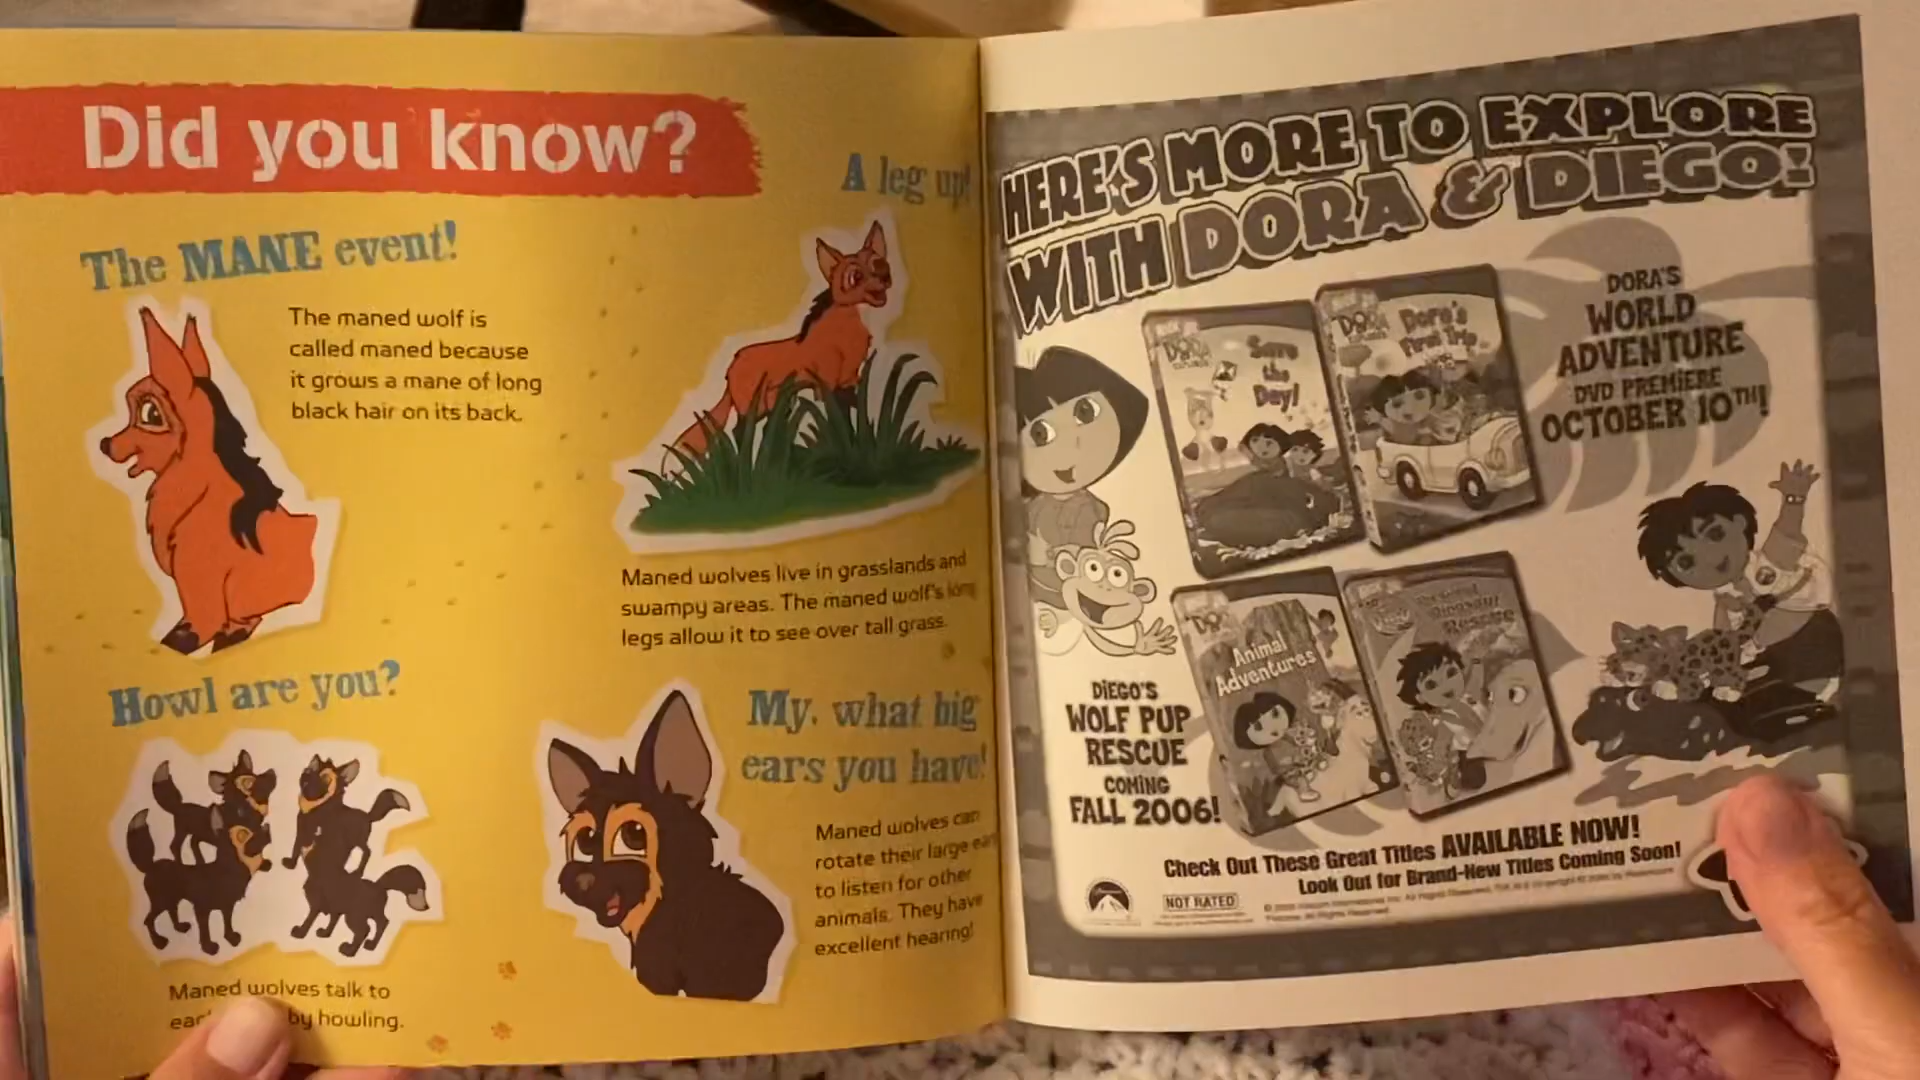 Did you know?
The MANE event!
The maned wolf is
called maned because
it grows a mane of long
black hair on its back.
A leg up!
Maned wolves live in grasslands and
swampy areas. The maned wolf's long
legs allow it to see over tall grass.
Howl are you?
Maned wolves talk to
by howling.
My, what big
ears you have!
Maned wolves can
rotate their large
to listen for other
animals. They have
excellent hearing!
HERE'S MORE TO EXPLORE
WITH DORA & DIEGO!
DORA
Save
the
Day!
DORA
Dora's
First Trip
DORA'S
WORLD
ADVENTURE
DVD PREMIERE
OCTOBER 10TH!
Animal
Adventures
Dinosaur
Rescue
DIEGO'S
WOLF PUP
RESCUE
COMING
FALL 2006!
Check Out These Great Titles AVAILABLE NOW!
Look Out for Brand-New Titles Coming Soon!
NOT RATED